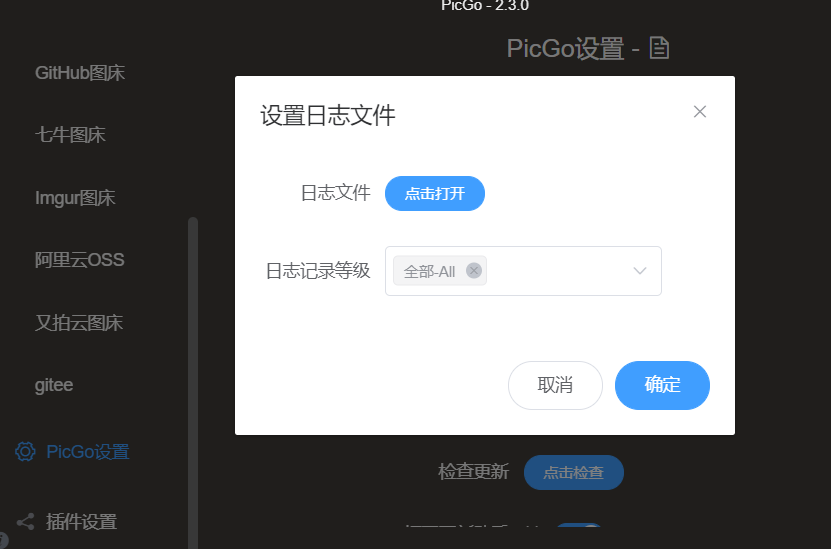 PicGo - 2.3.0
PicGo设置 -
GitHub图床
七牛图床
Imgur图床
阿里云OSS
又拍云图床
gitee
PicGo设置
插件设置
设置日志文件
日志文件 点击打开
日志记录等级 全部-All
取消 确定
检查更新 点击检查